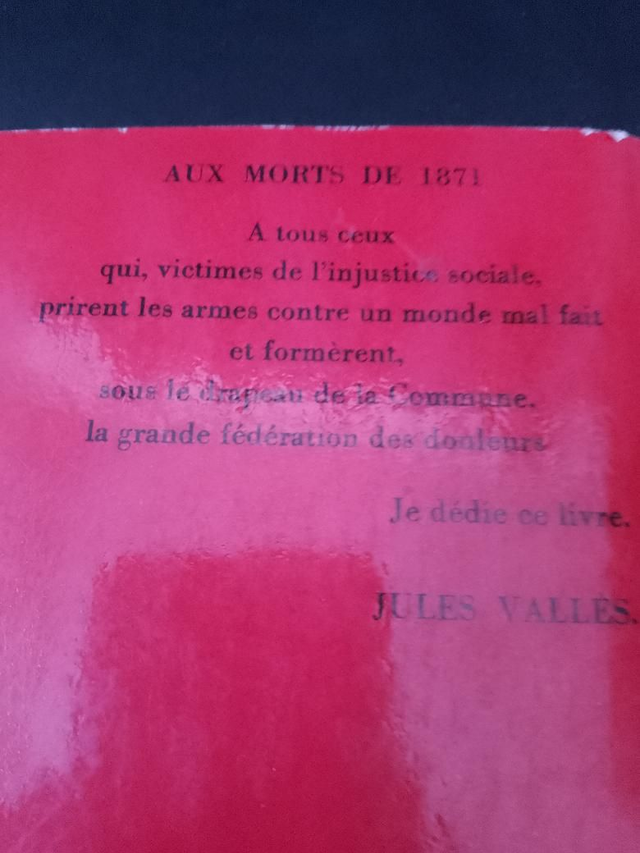 AUX MORTS DE 1871
A tous ceux
qui, victimes de l'injustice sociale,
prirent les armes contre un monde mal fait
et formèrent,
sous le drapeau de la Commune,
la grande fédération des douleurs
Je dédie ce livre.
JULES VALLES.